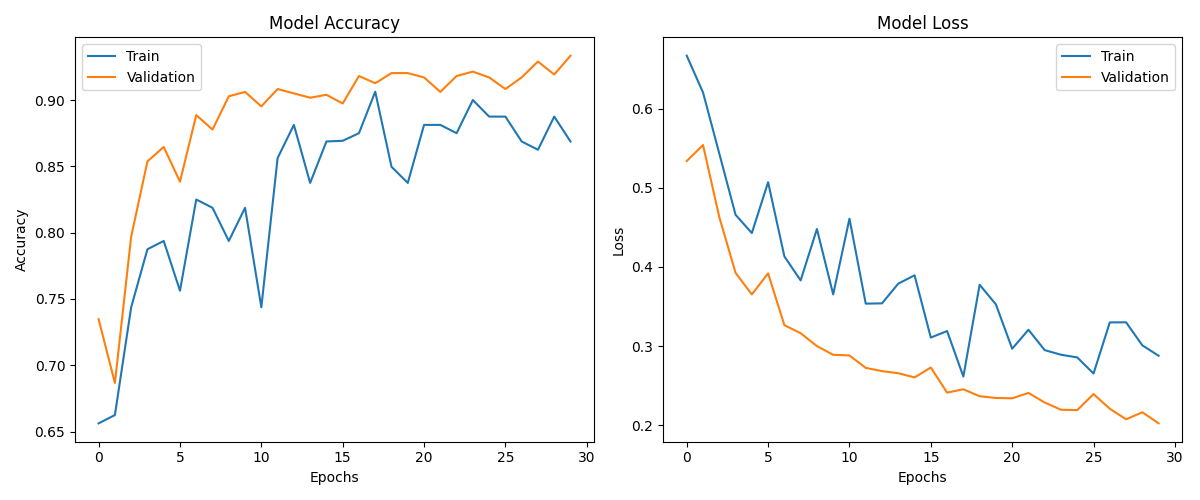 Model Accuracy
Train
Validation
0.90
0.85
0.80
0.75
0.70
0.65
Accuracy
0 5 10 15 20 25 30
Epochs
Model Loss
Train
Validation
0.6
0.5
0.4
0.3
0.2
Loss
0 5 10 15 20 25 30
Epochs